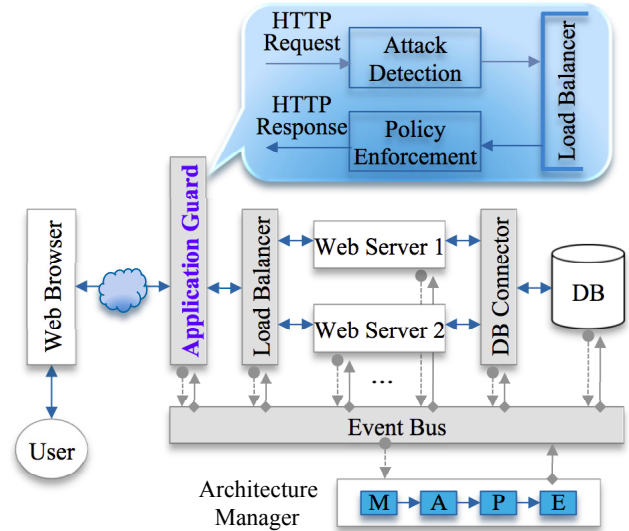 HTTP
Request
Attack
Detection
Load Balancer
HTTP
Response
Policy
Enforcement
Web Browser
Application Guard
Load Balancer
Web Server 1
Web Server 2
...
DB Connector
DB
User
Event Bus
Architecture
Manager
M
A
P
E